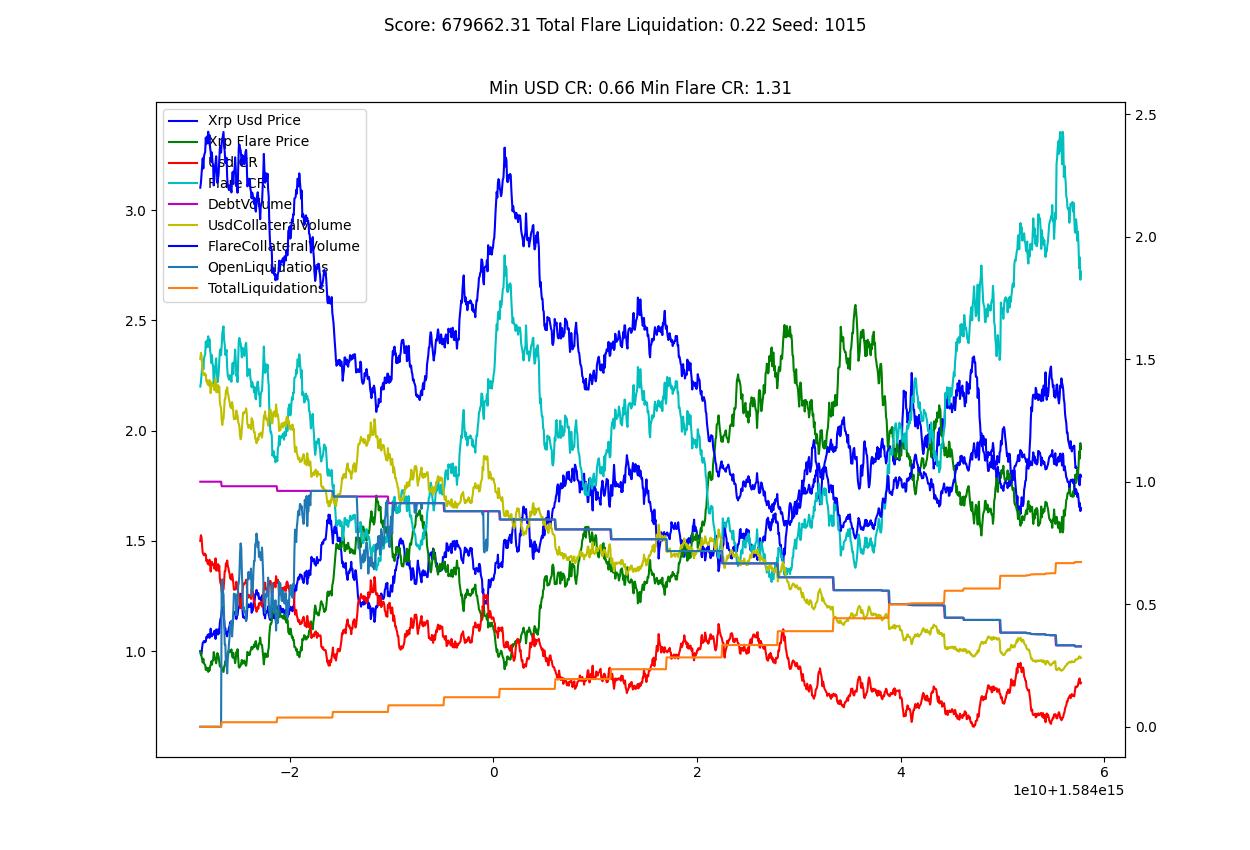 Score: 679662.31 Total Flare Liquidation: 0.22 Seed: 1015
Min USD CR: 0.66 Min Flare CR: 1.31
Xrp Usd Price
Xrp Flare Price
Usd CR
Flare CR
DebtVolume
UsdCollateralVolume
FlareCollateralVolume
OpenLiquidations
TotalLiquidations
3.0
2.5
2.0
1.5
1.0
2.5
2.0
1.5
1.0
0.5
0.0
−2
0
2
4
6
1e10+1.584e15